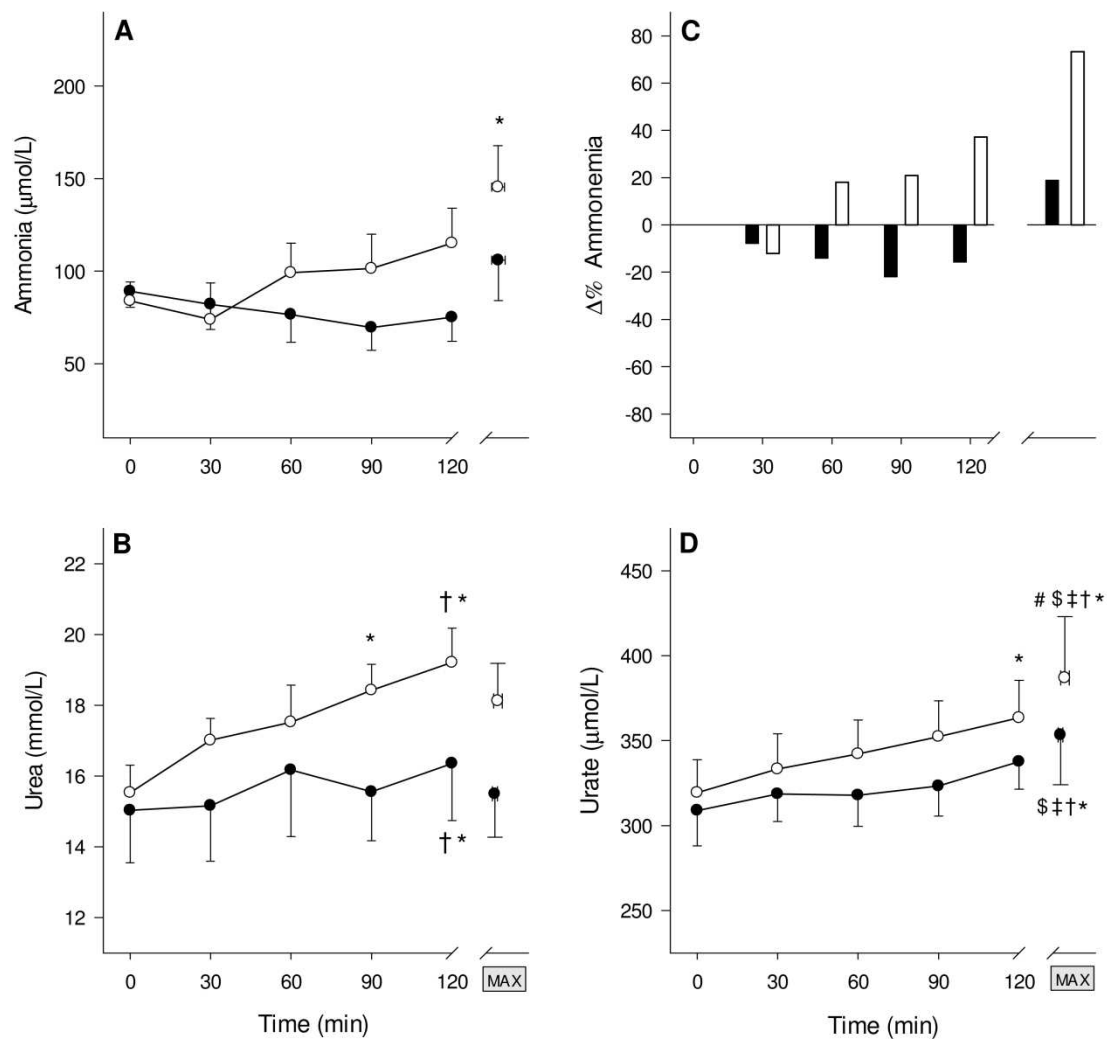 A
Ammonia (µmol/L)
200
150
100
50
*
0 30 60 90 120
C
Δ% Ammonemia
80
60
40
20
0
-20
-40
-60
-80
0 30 60 90 120
B
Urea (mmol/L)
22
20
18
16
14
12
*
† *
† *
0 30 60 90 120 MAX
Time (min)
D
Urate (µmol/L)
450
400
350
300
250
*
# $ ‡ † *
$ ‡ † *
0 30 60 90 120 MAX
Time (min)